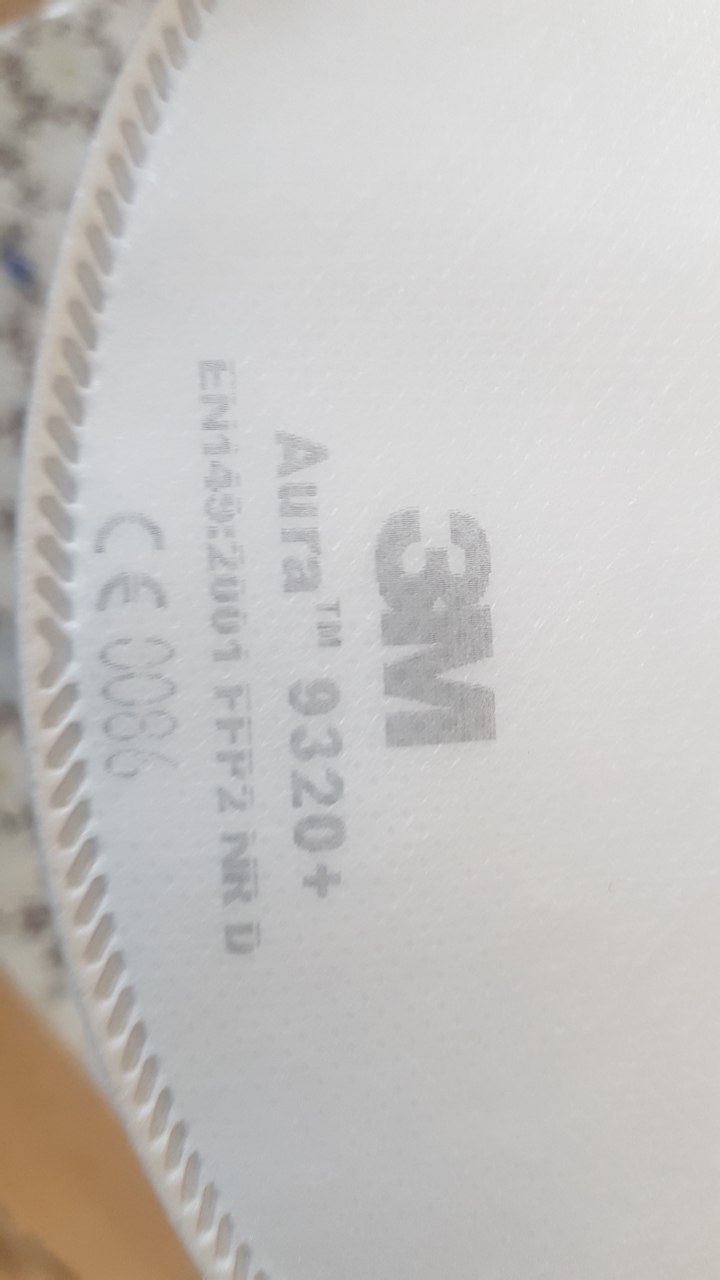 3M
Aura™ 9320+
EN149:2001 FFP2 NR D
CE 0086